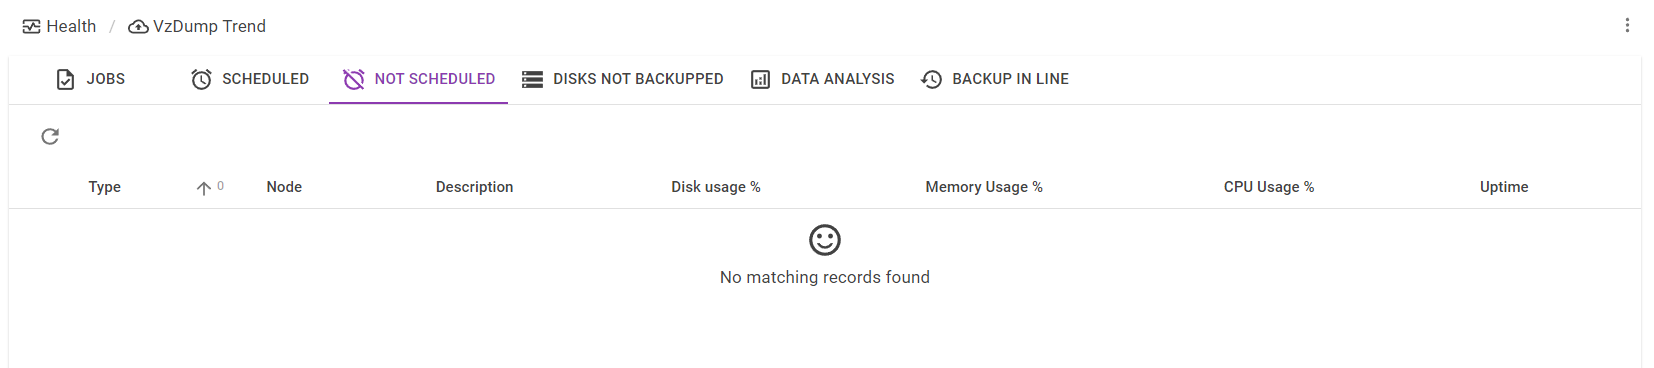 Health / VzDump Trend
JOBS SCHEDULED NOT SCHEDULED DISKS NOT BACKUPPED DATA ANALYSIS BACKUP IN LINE
Type 0 Node Description Disk usage % Memory Usage % CPU Usage % Uptime
No matching records found